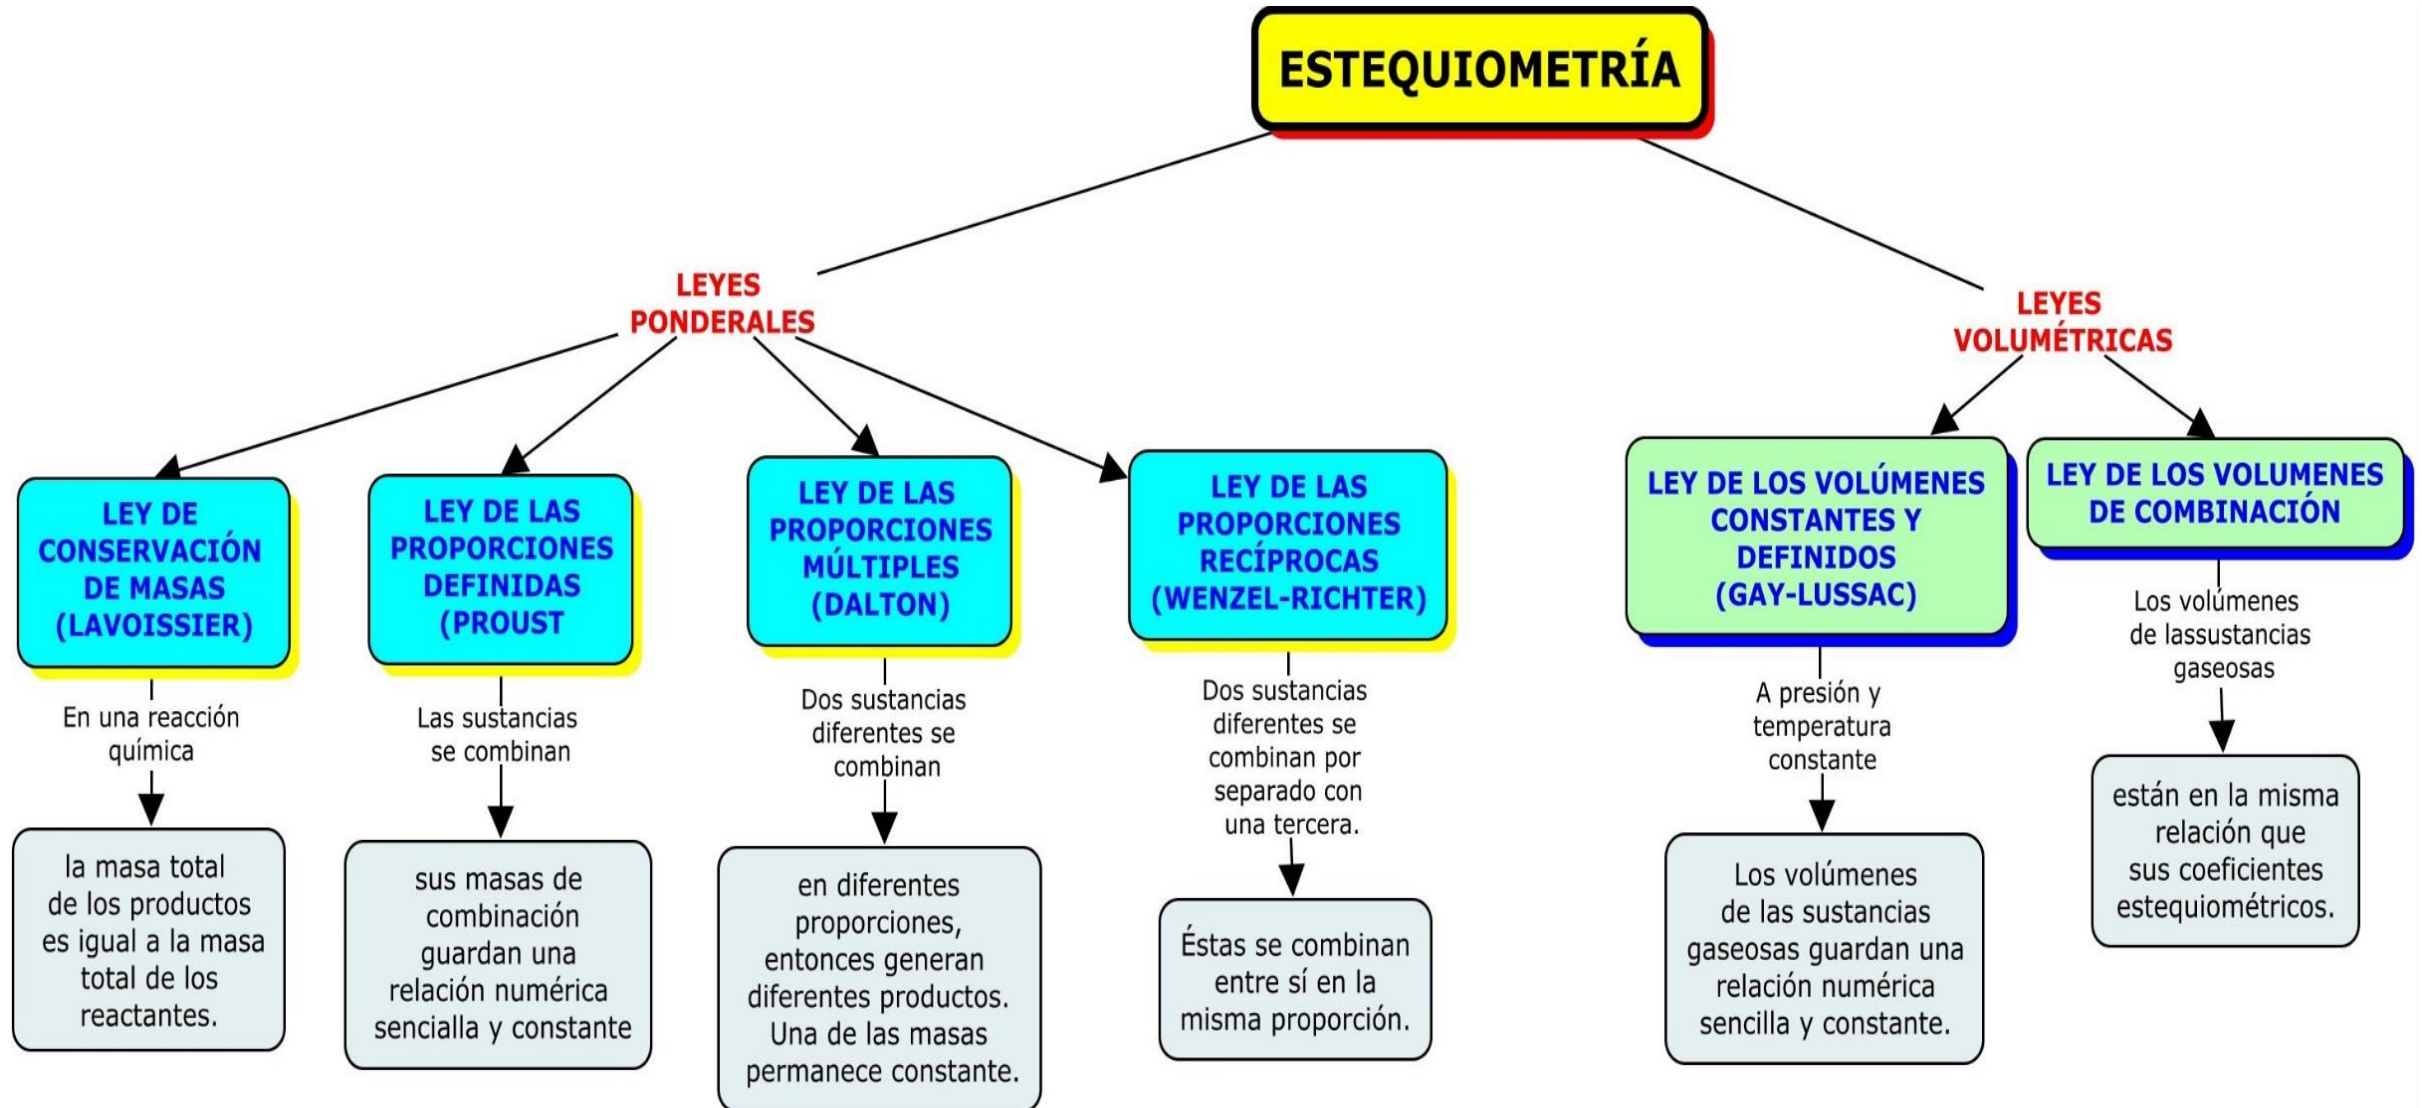 ESTEQUIOMETRÍA
LEYES
PONDERALES
LEYES
VOLUMÉTRICAS
LEY DE
CONSERVACIÓN
DE MASAS
(LAVOISSIER)
En una reacción
química
la masa total
de los productos
es igual a la masa
total de los
reactantes.
LEY DE LAS
PROPORCIONES
DEFINIDAS
(PROUST
Las sustancias
se combinan
sus masas de
combinación
guardan una
relación numérica
sencialla y constante
LEY DE LAS
PROPORCIONES
MÚLTIPLES
(DALTON)
Dos sustancias
diferentes se
combinan
en diferentes
proporciones,
entonces generan
diferentes productos.
Una de las masas
permanece constante.
LEY DE LAS
PROPORCIONES
RECÍPROCAS
(WENZEL-RICHTER)
Dos sustancias
diferentes se
combinan por
separado con
una tercera.
Éstas se combinan
entre sí en la
misma proporción.
LEY DE LOS VOLÚMENES
CONSTANTES Y
DEFINIDOS
(GAY-LUSSAC)
A presión y
temperatura
constante
Los volúmenes
de las sustancias
gaseosas guardan una
relación numérica
sencilla y constante.
LEY DE LOS VOLUMENES
DE COMBINACIÓN
Los volúmenes
de lassustancias
gaseosas
están en la misma
relación que
sus coeficientes
estequiométricos.